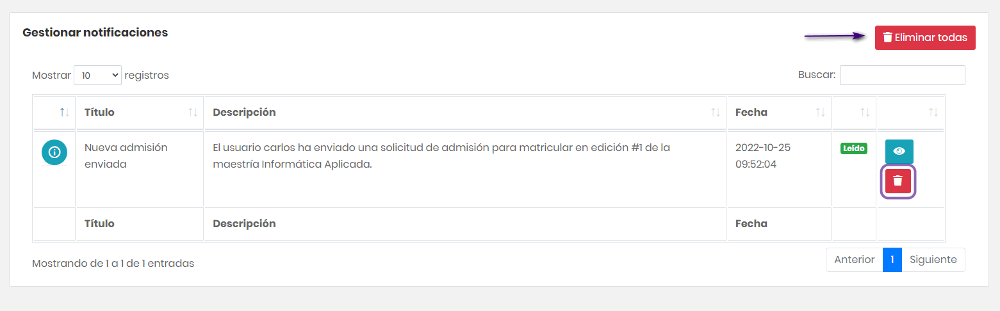 Gestionar notificaciones
Eliminar todas
Mostrar 10 registros
Buscar:
Título Descripción Fecha
Nueva admisión El usuario carlos ha enviado una solicitud de admisión para matricular en edición #1 de la 2022-10-25 Leído
enviada maestría Informática Aplicada. 09:52:04
Título Descripción Fecha
Mostrando de 1 a 1 de 1 entradas
Anterior 1 Siguiente